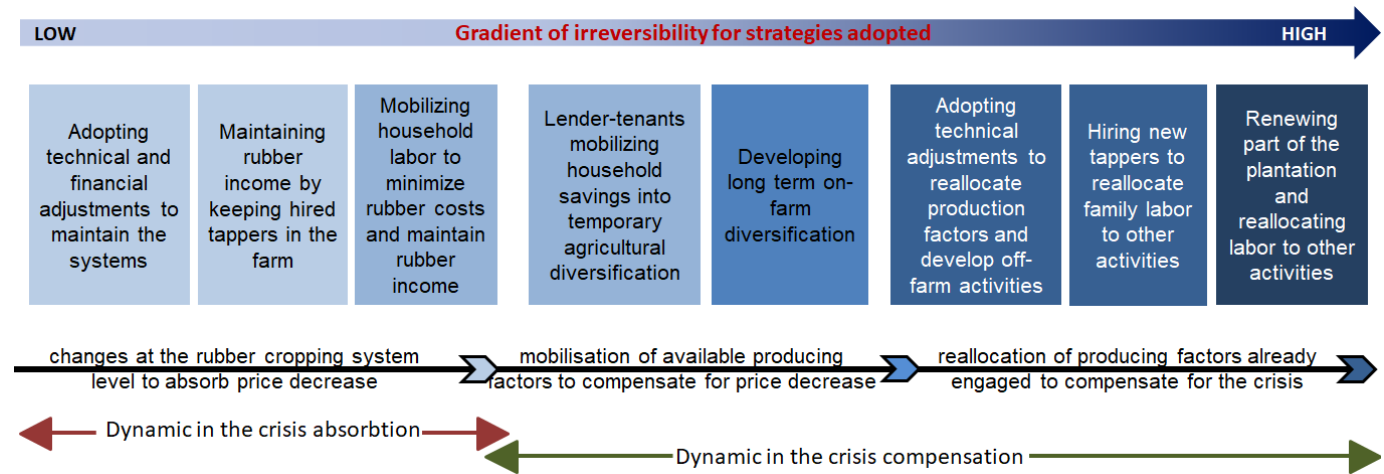 LOW
Gradient of irreversibility for strategies adopted
HIGH
Adopting
technical and
financial
adjustments to
maintain the
systems
Maintaining
rubber
income by
keeping hired
tappers in the
farm
Mobilizing
household
labor to
minimize
rubber costs
and maintain
rubber
income
Lender-tenants
mobilizing
household
savings into
temporary
agricultural
diversification
Developing
long term on-
farm
diversification
Adopting
technical
adjustments to
reallocate
production
factors and
develop off-
farm activities
Hiring new
tappers to
reallocate
family labor
to other
activities
Renewing
part of the
plantation
and
reallocating
labor to other
activities
changes at the rubber cropping system
level to absorb price decrease
mobilisation of available producing
factors to compensate for price decrease
reallocation of producing factors already
engaged to compensate for the crisis
Dynamic in the crisis absorbtion
Dynamic in the crisis compensation